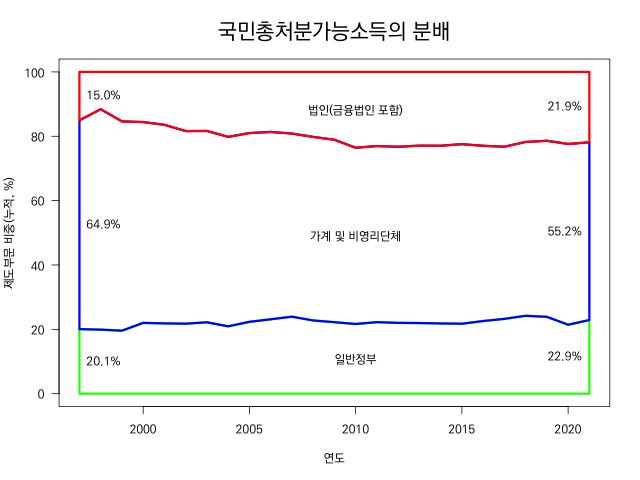 국민총처분가능소득의 분배
제도부문 비중(누적, %)
100
80
60
40
20
0
15.0%
법인(금융법인 포함)
21.9%
64.9%
가계 및 비영리단체
55.2%
20.1%
일반정부
22.9%
2000
2005
2010
2015
2020
연도